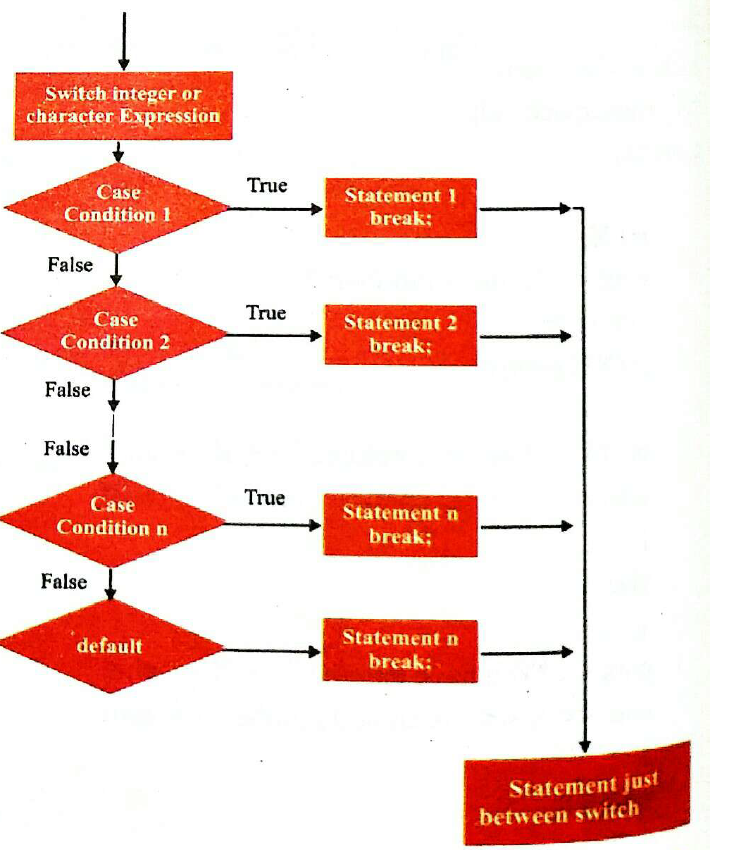 Switch integer or
character Expression
Case
Condition 1
True
Statement 1
break;
False
Case
Condition 2
True
Statement 2
break;
False
False
Case
Condition n
True
Statement n
break;
False
default
Statement n
break;
Statement just
between switch